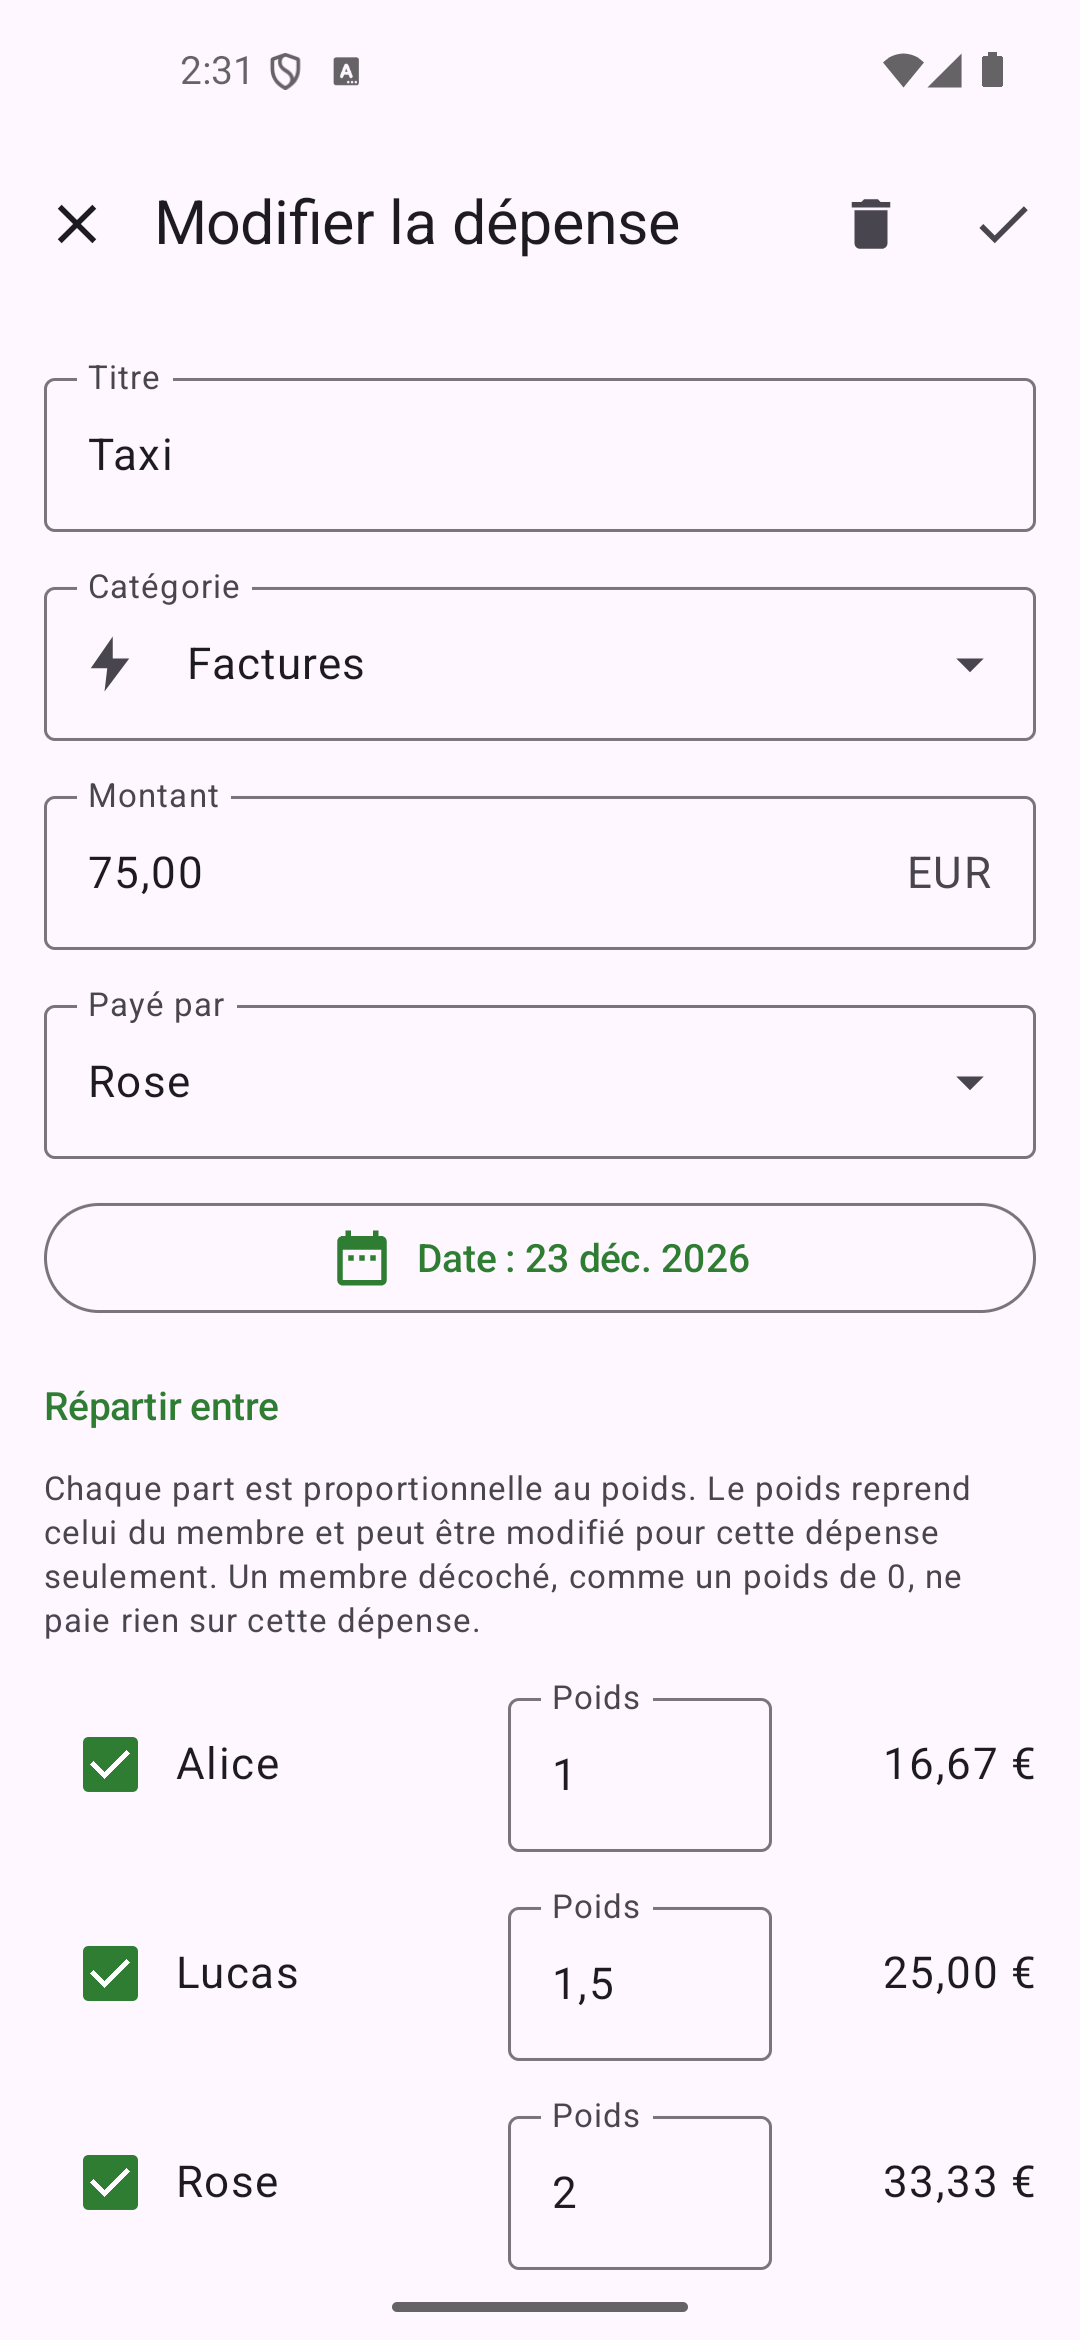 2:31
Modifier la dépense
Titre
Taxi
Catégorie
Factures
Montant
75,00 EUR
Payé par
Rose
Date : 23 déc. 2026
Répartir entre
Chaque part est proportionnelle au poids. Le poids reprend
celui du membre et peut être modifié pour cette dépense
seulement. Un membre décoché, comme un poids de 0, ne
paie rien sur cette dépense.
Poids
Alice 1 16,67 €
Poids
Lucas 1,5 25,00 €
Poids
Rose 2 33,33 €